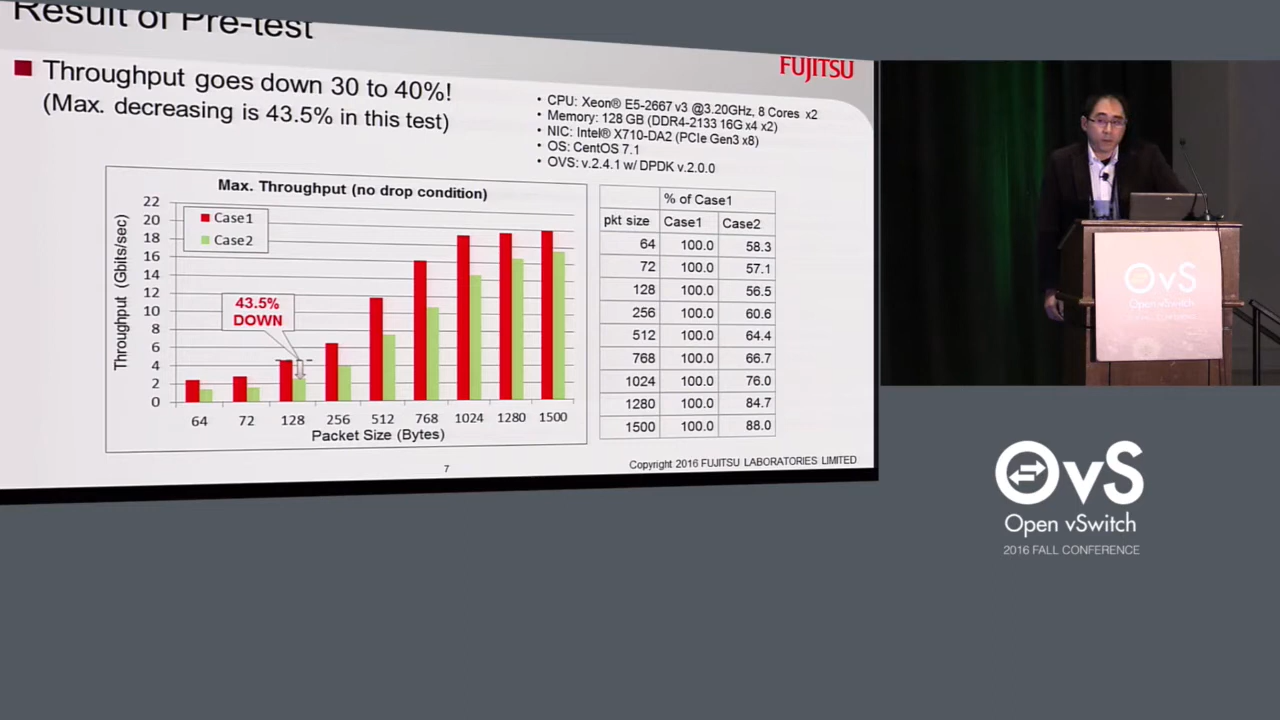 Result of Pre-test
FUJITSU
Throughput goes down 30 to 40%!
(Max. decreasing is 43.5% in this test)
• CPU: Xeon® E5-2667 v3 @3.20GHz, 8 Cores x2
• Memory: 128 GB (DDR4-2133 16G x4 x2)
• NIC: Intel® X710-DA2 (PCIe Gen3 x8)
• OS: CentOS 7.1
• OVS: v.2.4.1 w/ DPDK v.2.0.0
Max. Throughput (no drop condition)
Throughput (Gbits/sec)
22
20
18
16
14
12
10
8
6
4
2
0
Case1
Case2
43.5%
DOWN
64 72 128 256 512 768 1024 1280 1500
Packet Size (Bytes)
% of Case1
pkt size Case1 Case2
64 100.0 58.3
72 100.0 57.1
128 100.0 56.5
256 100.0 60.6
512 100.0 64.4
768 100.0 66.7
1024 100.0 76.0
1280 100.0 84.7
1500 100.0 88.0
7
Copyright 2016 FUJITSU LABORATORIES LIMITED
OvS
Open vSwitch
OvS
Open vSwitch
2016 FALL CONFERENCE